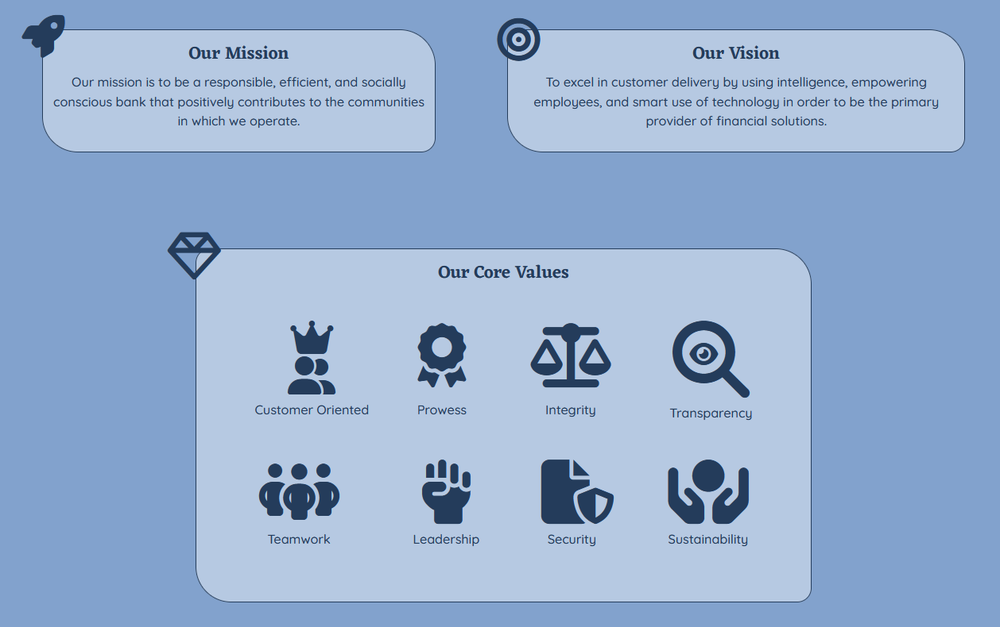 Our Mission
Our mission is to be a responsible, efficient, and socially
conscious bank that positively contributes to the communities
in which we operate.
Our Vision
To excel in customer delivery by using intelligence, empowering
employees, and smart use of technology in order to be the primary
provider of financial solutions.
Our Core Values
Customer Oriented
Prowess
Integrity
Transparency
Teamwork
Leadership
Security
Sustainability